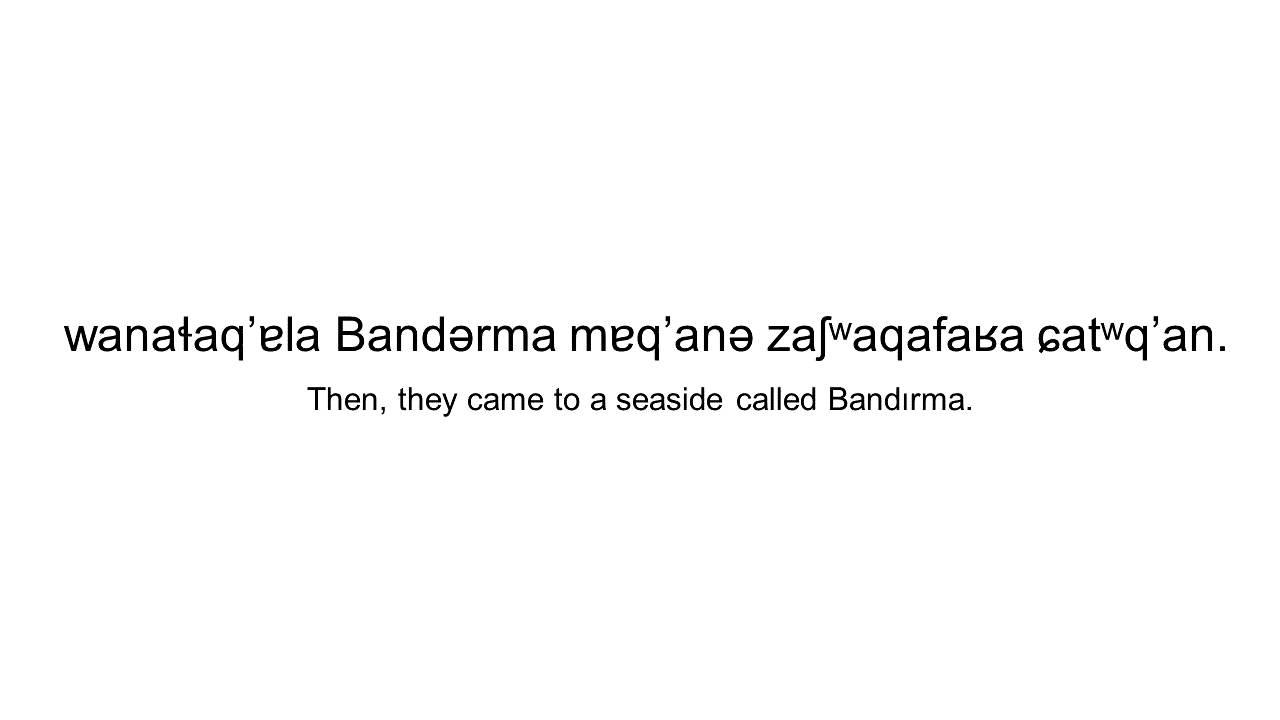 wanaɬaq’ɐla Bandərma mɐq’anə zaʃʷaqafaʁa ɕatʷq’an.
Then, they came to a seaside called Bandırma.